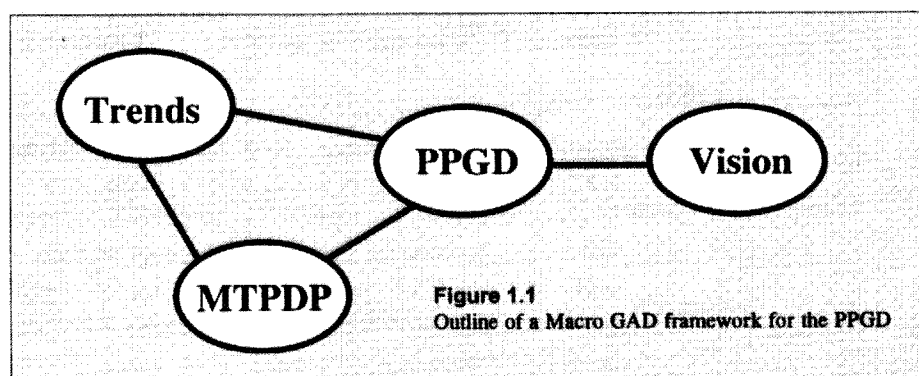 Trends
PPGD
Vision
MTPDP
Figure 1.1
Outline of a Macro GAD framework for the PPGD